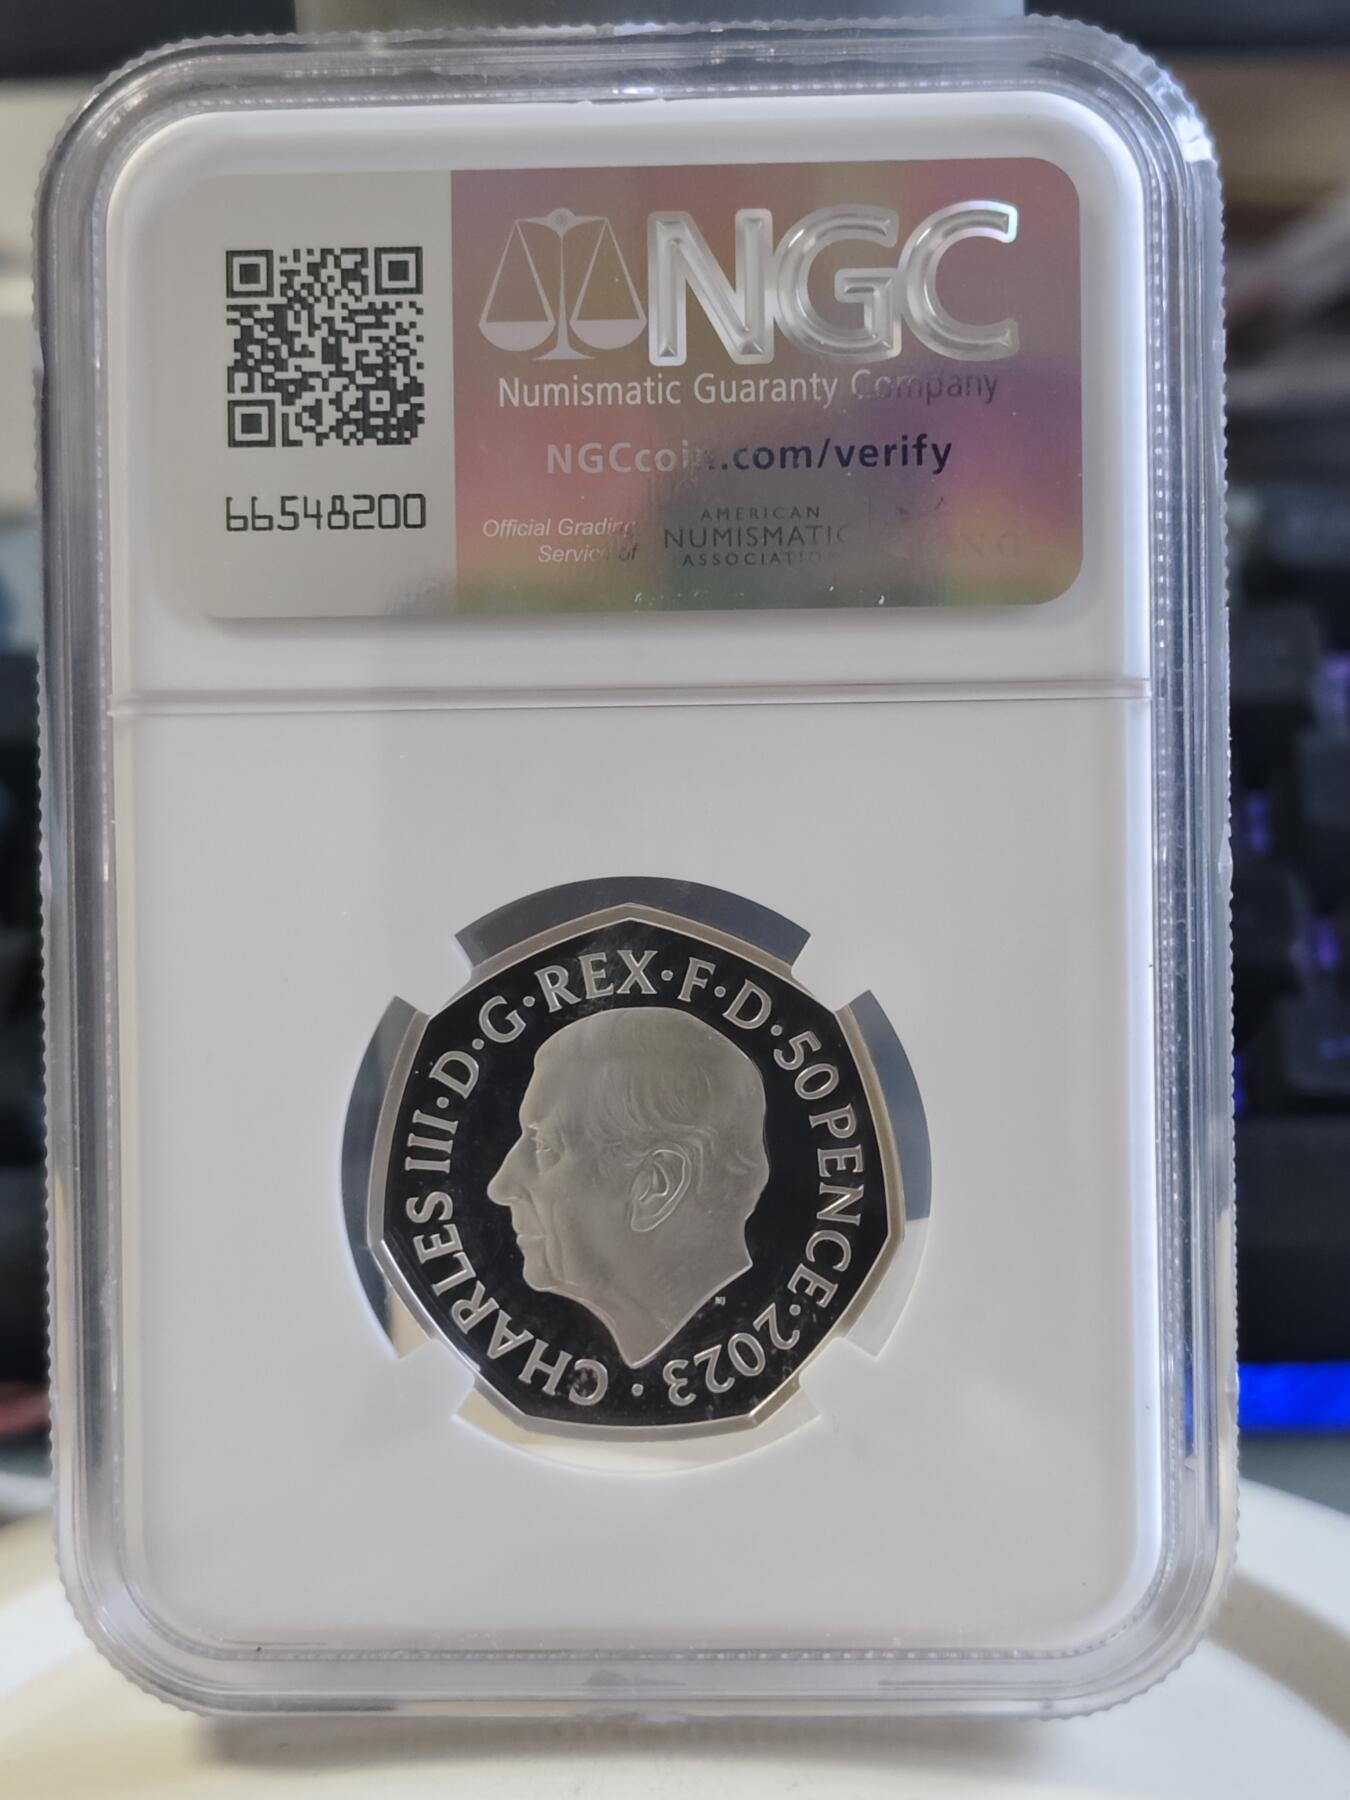 NGC
Numismatic Guaranty Company
NGCcoin.com/verify
66548200
Official Grading
Service of
AMERICAN
NUMISMATIC
ASSOCIATION
CHARLES III·D·G·REX·F·D·50 PENCE·2023·